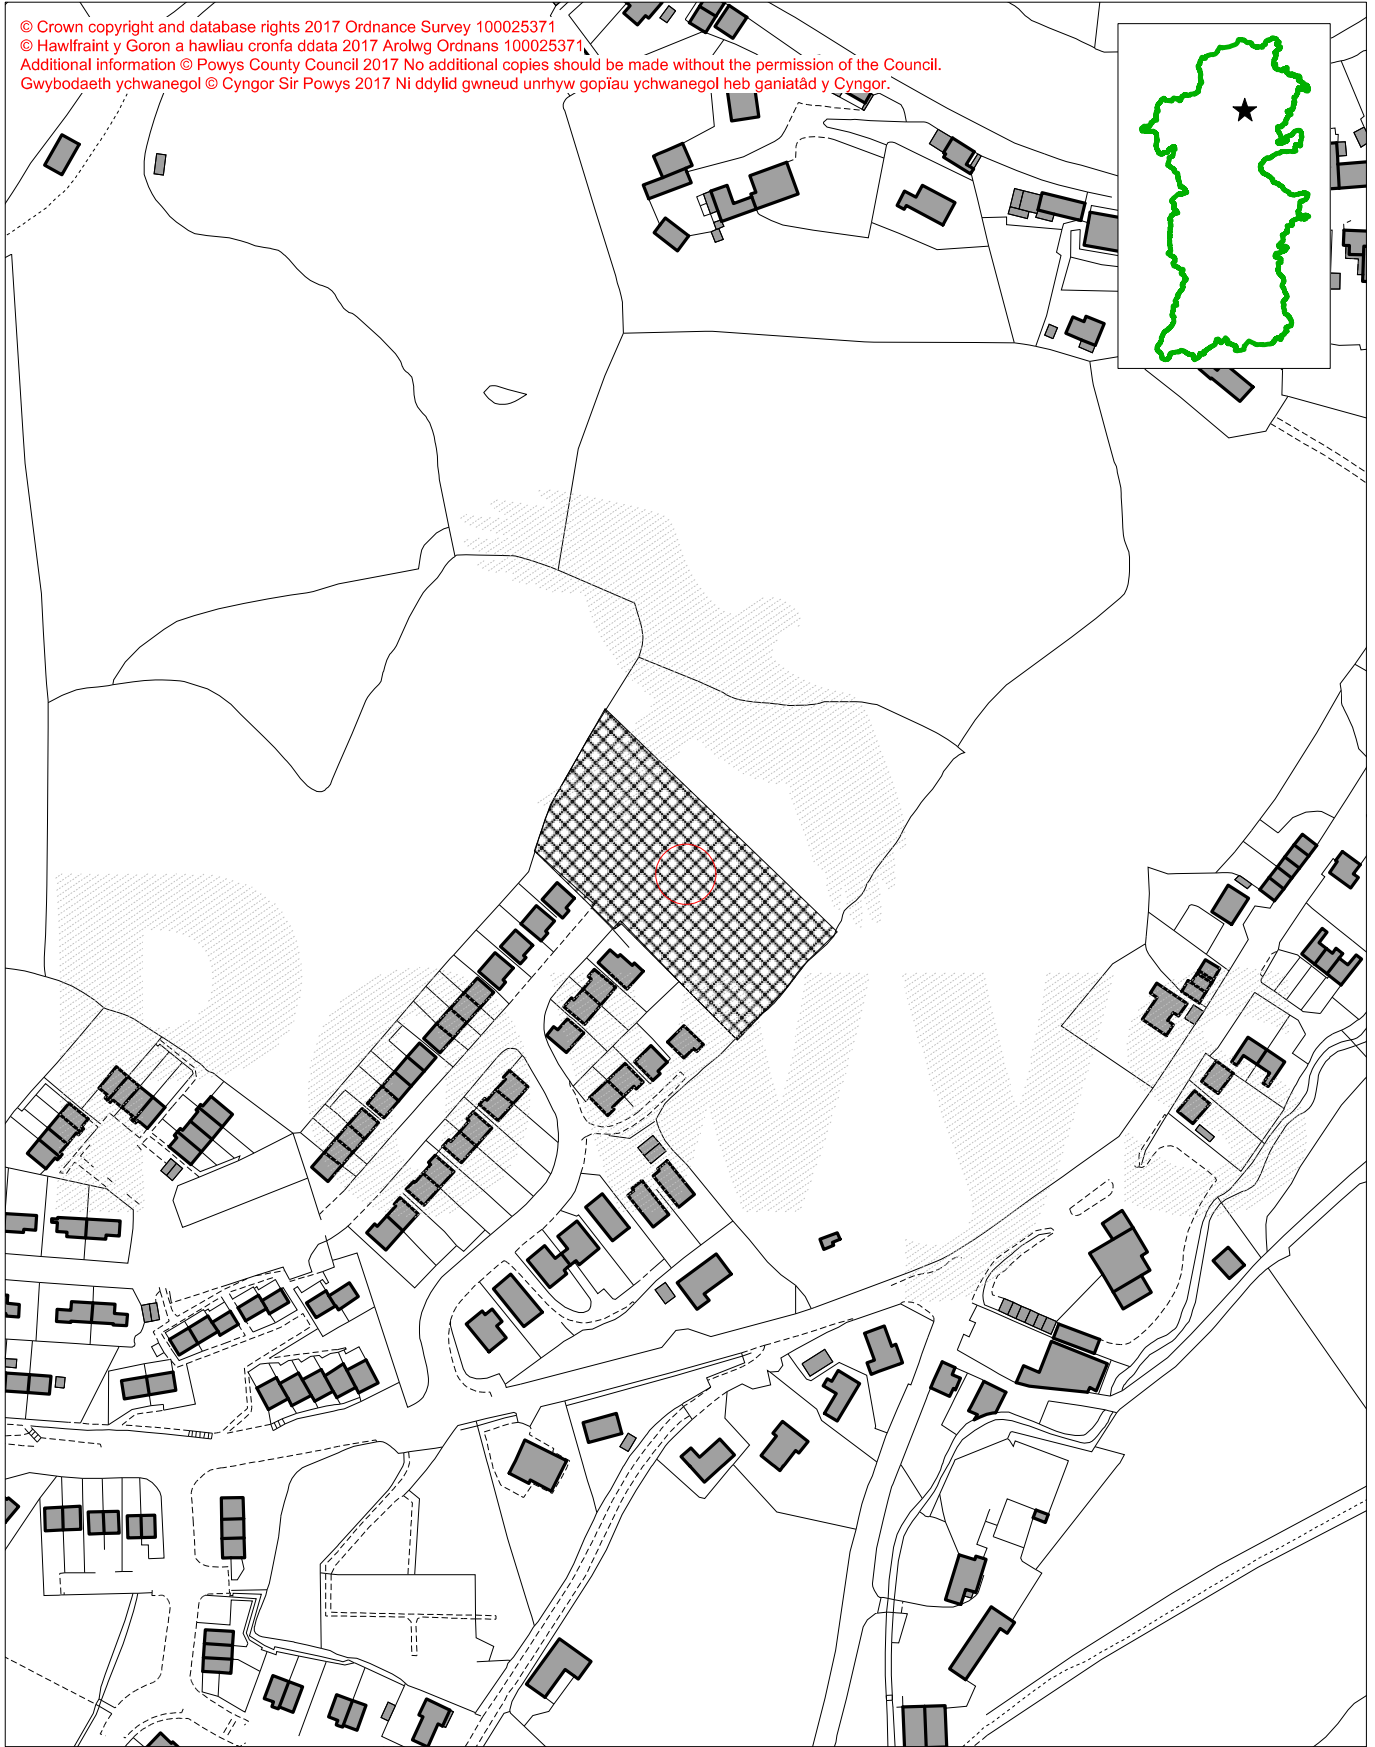 © Crown copyright and database rights 2017 Ordnance Survey 100025371
© Hawlfraint y Goron a hawliau cronfa ddata 2017 Arolwg Ordnans 100025371
Additional information © Powys County Council 2017 No additional copies should be made without the permission of the Council.
Gwybodaeth ychwanegol © Cyngor Sir Powys 2017 Ni ddylid gwneud unrhyw gopïau ychwanegol heb ganiatâd y Cyngor.
Powys